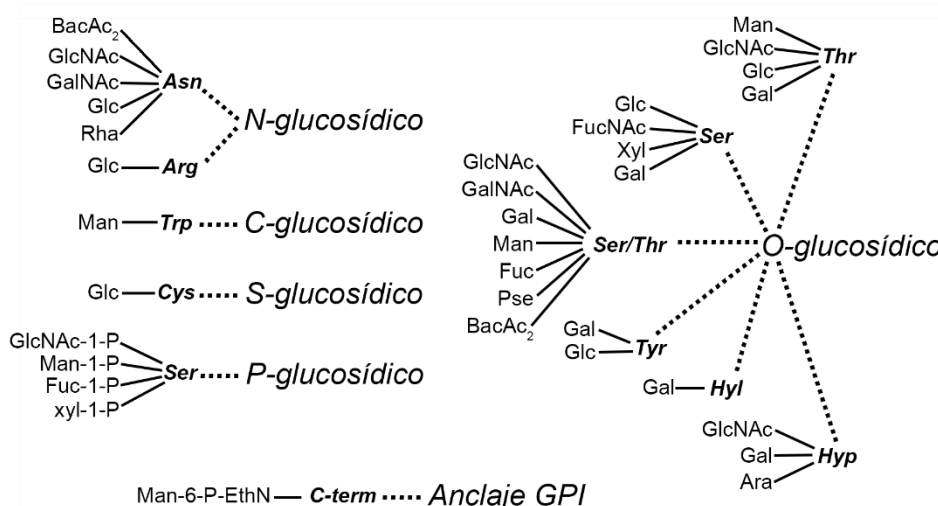 BacAc2
GlcNAc
GalNAc
Glc
Rha
Asn
Glc
Arg
N-glucosídico
Man
Trp
C-glucosídico
Glc
Cys
S-glucosídico
GlcNAc-1-P
Man-1-P
Fuc-1-P
xyl-1-P
Ser
P-glucosídico
Man-6-P-EthN
C-term
Anclaje GPI
Man
GlcNAc
Glc
Gal
Thr
Glc
FucNAc
Xyl
Gal
Ser
GlcNAc
GalNAc
Gal
Man
Fuc
Pse
BacAc2
Ser/Thr
O-glucosídico
Gal
Glc
Tyr
Gal
Hyl
GlcNAc
Gal
Ara
Hyp